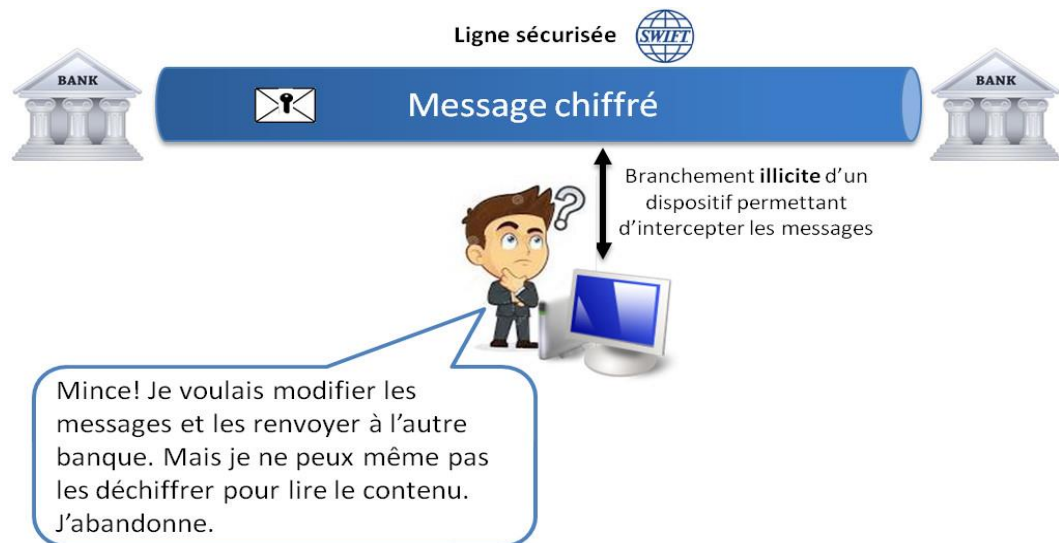 Ligne sécurisée
SWIFT
BANK
Message chiffré
BANK
Branchement illicite d'un
dispositif permettant
d'intercepter les messages
Mince! Je voulais modifier les
messages et les renvoyer à l'autre
banque. Mais je ne peux même pas
les déchiffrer pour lire le contenu.
J'abandonne.